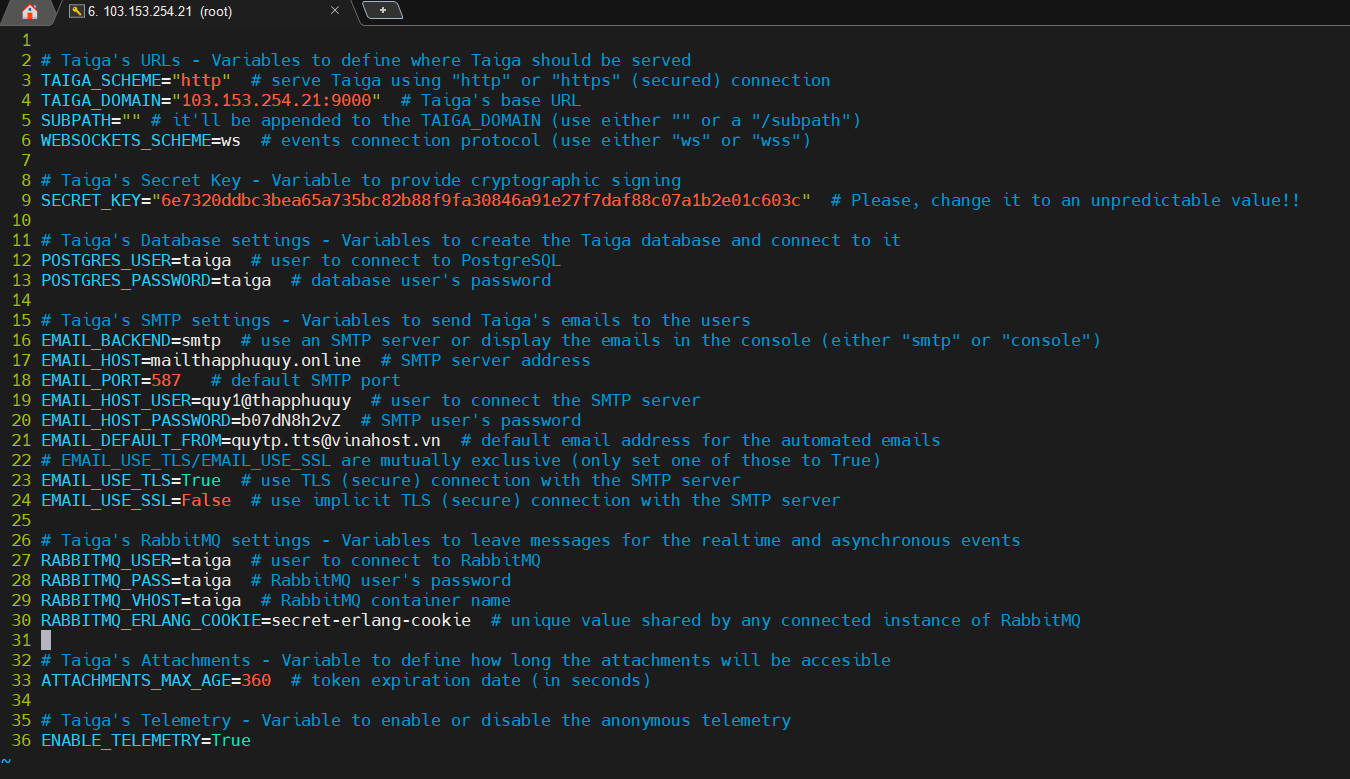 6. 103.153.254.21 (root)
1
2 # Taiga's URLs - Variables to define where Taiga should be served
3 TAIGA_SCHEME="http"  # serve Taiga using "http" or "https" (secured) connection
4 TAIGA_DOMAIN="103.153.254.21:9000"  # Taiga's base URL
5 SUBPATH="" # it'll be appended to the TAIGA_DOMAIN (use either "" or a "/subpath")
6 WEBSOCKETS_SCHEME=ws  # events connection protocol (use either "ws" or "wss")
7
8 # Taiga's Secret Key - Variable to provide cryptographic signing
9 SECRET_KEY="6e7320ddbc3bea65a735bc82b88f9fa30846a91e27f7daf88c07a1b2e01c603c"  # Please, change it to an unpredictable value!!
10
11 # Taiga's Database settings - Variables to create the Taiga database and connect to it
12 POSTGRES_USER=taiga  # user to connect to PostgreSQL
13 POSTGRES_PASSWORD=taiga  # database user's password
14
15 # Taiga's SMTP settings - Variables to send Taiga's emails to the users
16 EMAIL_BACKEND=smtp  # use an SMTP server or display the emails in the console (either "smtp" or "console")
17 EMAIL_HOST=mailthapphuquy.online  # SMTP server address
18 EMAIL_PORT=587   # default SMTP port
19 EMAIL_HOST_USER=quy1@thapphuquy  # user to connect the SMTP server
20 EMAIL_HOST_PASSWORD=b07dN8h2vZ  # SMTP user's password
21 EMAIL_DEFAULT_FROM=quytp.tts@vinahost.vn  # default email address for the automated emails
22 # EMAIL_USE_TLS/EMAIL_USE_SSL are mutually exclusive (only set one of those to True)
23 EMAIL_USE_TLS=True  # use TLS (secure) connection with the SMTP server
24 EMAIL_USE_SSL=False  # use implicit TLS (secure) connection with the SMTP server
25
26 # Taiga's RabbitMQ settings - Variables to leave messages for the realtime and asynchronous events
27 RABBITMQ_USER=taiga  # user to connect to RabbitMQ
28 RABBITMQ_PASS=taiga  # RabbitMQ user's password
29 RABBITMQ_VHOST=taiga  # RabbitMQ container name
30 RABBITMQ_ERLANG_COOKIE=secret-erlang-cookie  # unique value shared by any connected instance of RabbitMQ
31
32 # Taiga's Attachments - Variable to define how long the attachments will be accesible
33 ATTACHMENTS_MAX_AGE=360  # token expiration date (in seconds)
34
35 # Taiga's Telemetry - Variable to enable or disable the anonymous telemetry
36 ENABLE_TELEMETRY=True
~